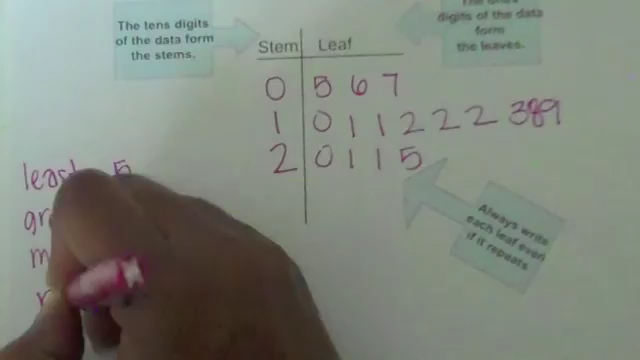 The tens digits
of the data form
the stems.
digits of the data
form
the leaves.
Stem Leaf
0 5 6 7
1 0 1 1 2 2 2 3 8 9
2 0 1 1 5
5
Always write
each leaf even
if it repeats